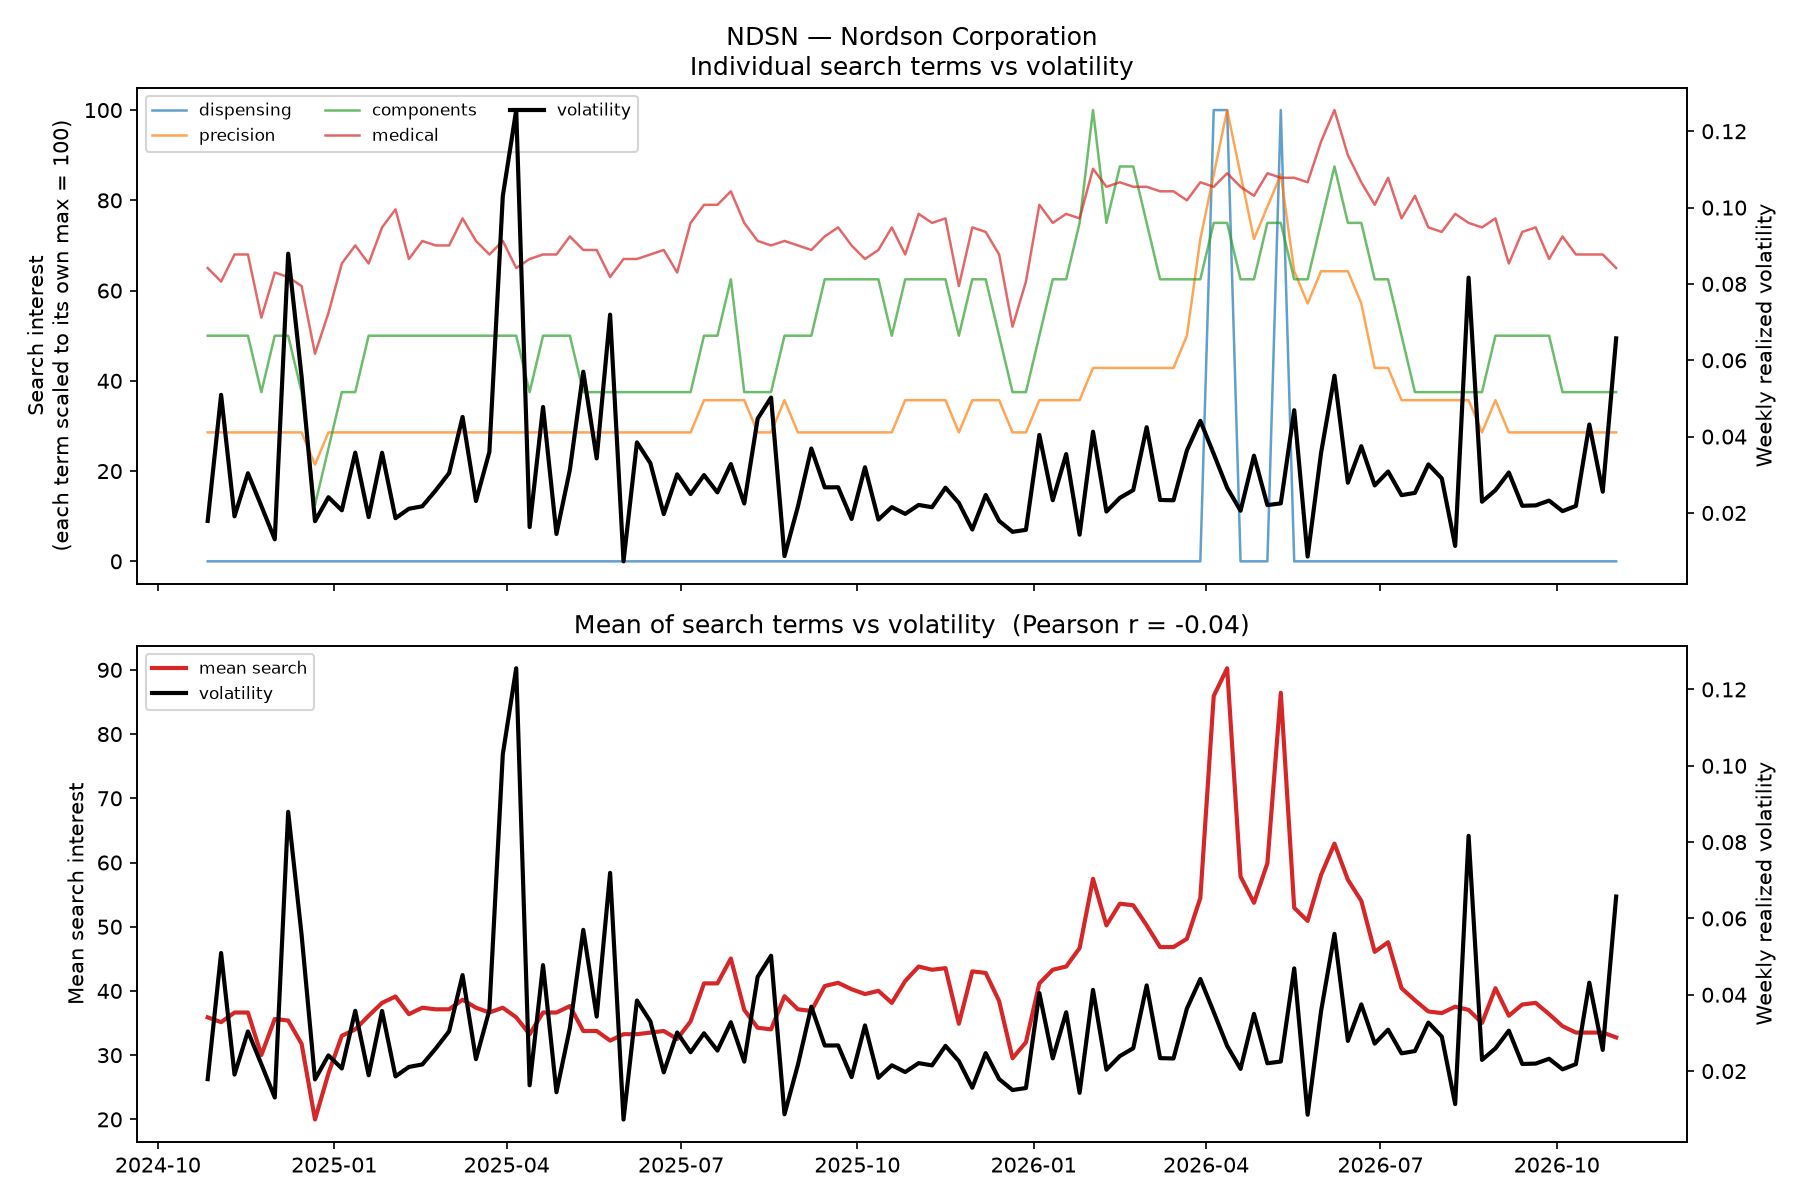 NDSN — Nordson Corporation
Individual search terms vs volatility
dispensing
precision
components
medical
volatility
Search interest
(each term scaled to its own max = 100)
100
80
60
40
20
0
0.12
0.10
0.08
0.06
0.04
0.02
Weekly realized volatility
Mean of search terms vs volatility (Pearson r = -0.04)
mean search
volatility
Mean search interest
90
80
70
60
50
40
30
20
0.12
0.10
0.08
0.06
0.04
0.02
Weekly realized volatility
2024-10
2025-01
2025-04
2025-07
2025-10
2026-01
2026-04
2026-07
2026-10